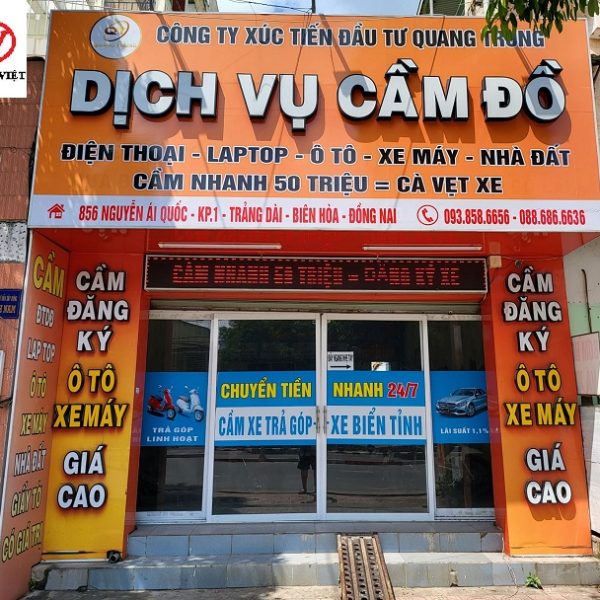 VIỆT
CÔNG TY XÚC TIẾN ĐẦU TƯ QUANG TRUNG
DỊCH VỤ CẦM ĐỒ
ĐIỆN THOẠI - LAPTOP - Ô TÔ - XE MÁY - NHÀ ĐẤT
CẦM NHANH 50 TRIỆU = CÀ VẸT XE
856 NGUYỄN ÁI QUỐC - KP.1 - TRẢNG DÀI - BIÊN HÒA - ĐỒNG NAI
093.858.6656 - 088.686.6636
CẦM NHANH 50 TRIỆU = ĐĂNG KÝ XE
CẦM
ĐTDĐ
LAP TOP
Ô TÔ
XE MÁY
NHÀ ĐẤT
GIẤY TỜ
CÓ GIÁ TRỊ
CẦM
ĐĂNG
KÝ
Ô TÔ
XE MÁY
GIÁ
CAO
TRẢ GÓP
LINH HOẠT
CHUYỂN TIỀN NHANH 24/7
CẦM XE TRẢ GÓP - XE BIỂN TỈNH
LÃI SUẤT 1,1%
CẦM
ĐĂNG
KÝ
Ô TÔ
XE MÁY
GIÁ
CAO